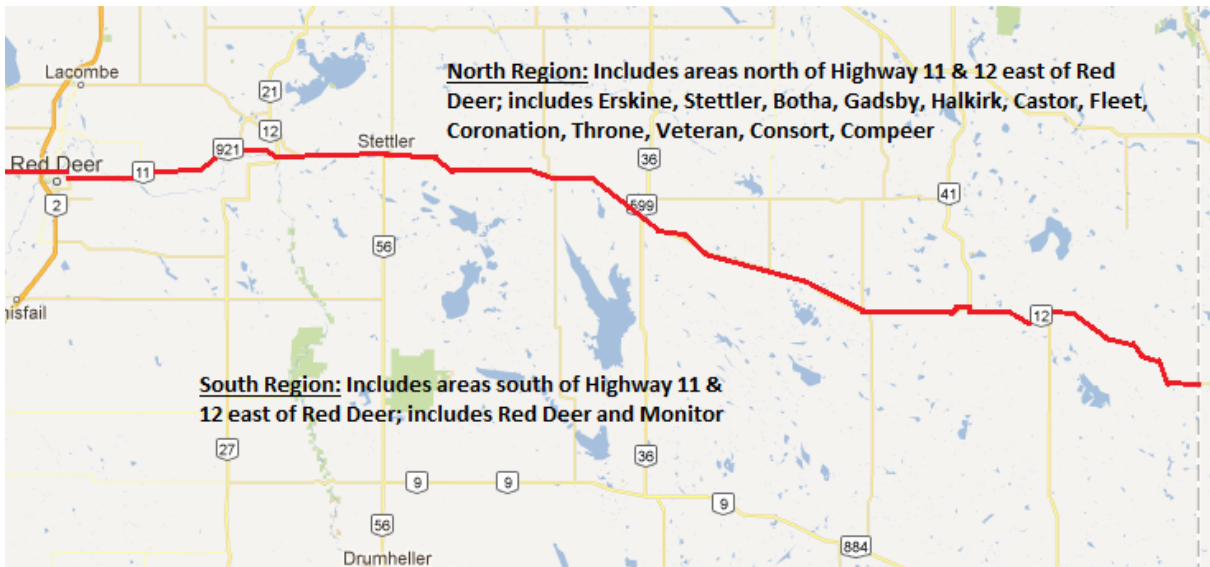 Lacombe
North Region: Includes areas north of Highway 11 & 12 east of Red
Deer; includes Erskine, Stettler, Botha, Gadsby, Halkirk, Castor, Fleet,
Coronation, Throne, Veteran, Consort, Compeer
21
12
921
Stettler
36
Red Deer
11
41
2
599
56
nisfail
12
South Region: Includes areas south of Highway 11 &
12 east of Red Deer; includes Red Deer and Monitor
27
36
9
9
9
56
884
Drumheller